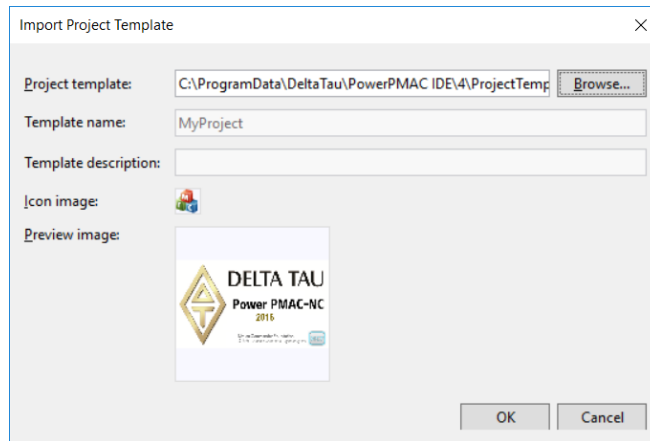 Import Project Template
Project template: C:\ProgramData\DeltaTau\PowerPMAC IDE\4\ProjectTemp Browse...
Template name: MyProject
Template description:
Icon image:
Preview image:
DELTA TAU
Power PMAC-NC
2016
OK Cancel